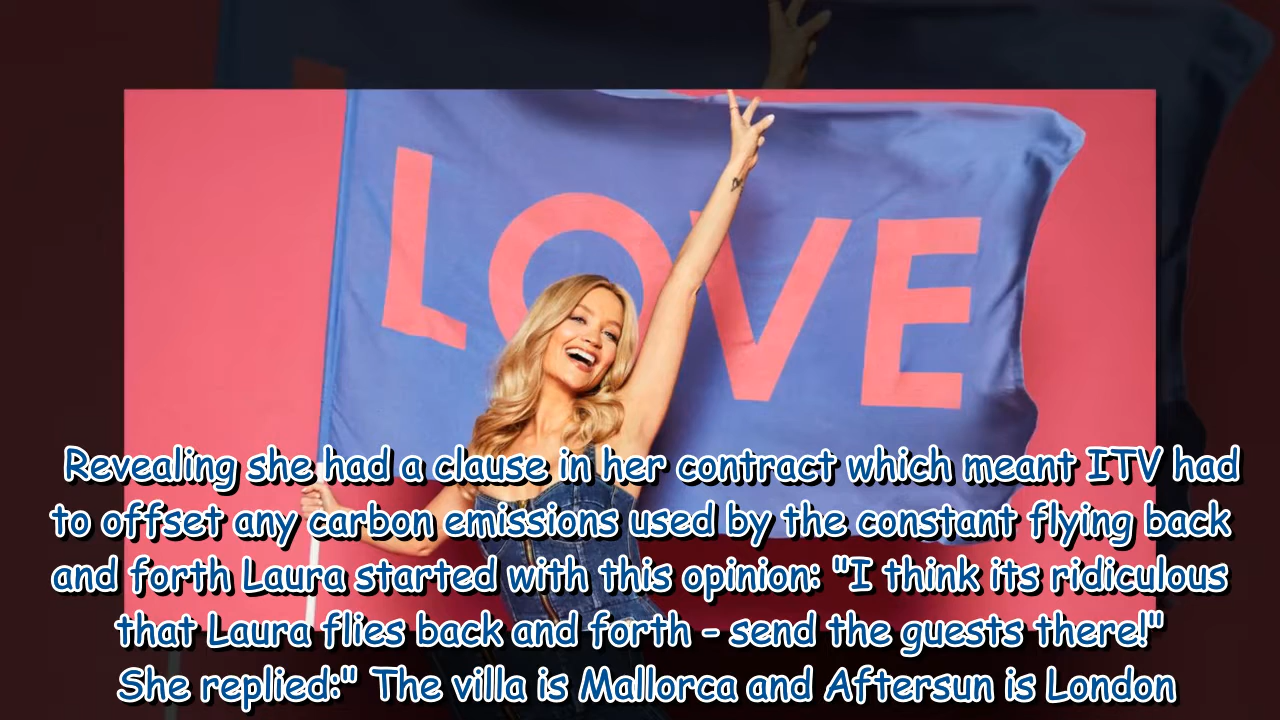 LOVE
Revealing she had a clause in her contract which meant ITV had
to offset any carbon emissions used by the constant flying back
and forth Laura started with this opinion: "I think its ridiculous
that Laura flies back and forth - send the guests there!"
She replied:" The villa is Mallorca and Aftersun is London